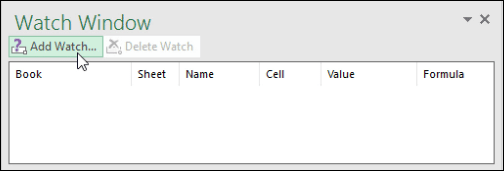 Watch Window
Add Watch... Delete Watch
Book Sheet Name Cell Value Formula